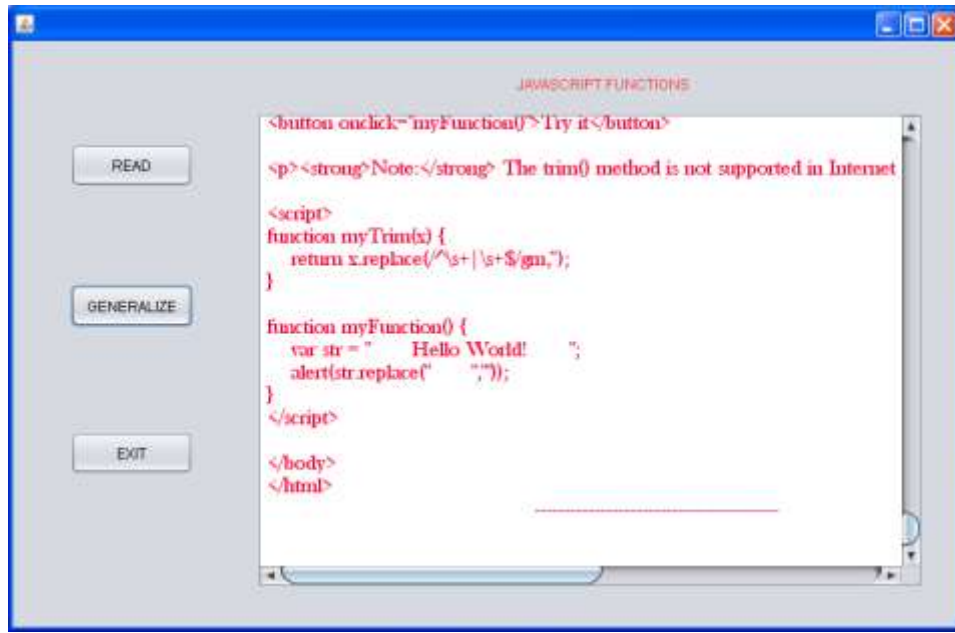 JAVASCRIPT FUNCTIONS
READ
GENERALIZE
EXIT
<button onclick="myFunction()">Try it</button>
<p><strong>Note:</strong> The trim() method is not supported in Internet
<script>
function myTrim(x) {
return x.replace(/^\s+|\s+$/gm,'');
}
function myFunction() {
var str = "       Hello World!       ";
alert(str.replace("       ",""));
}
</script>
</body>
</html>
----------------------------------------